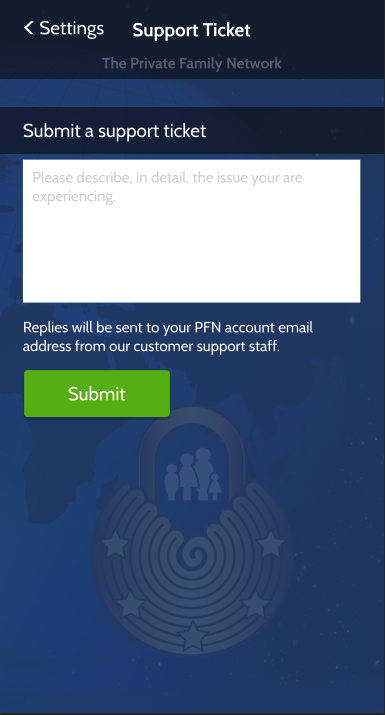 Settings
Support Ticket
The Private Family Network
Submit a support ticket
Please describe, in detail, the issue your are
experiencing.
Replies will be sent to your PFN account email
address from our customer support staff.
Submit